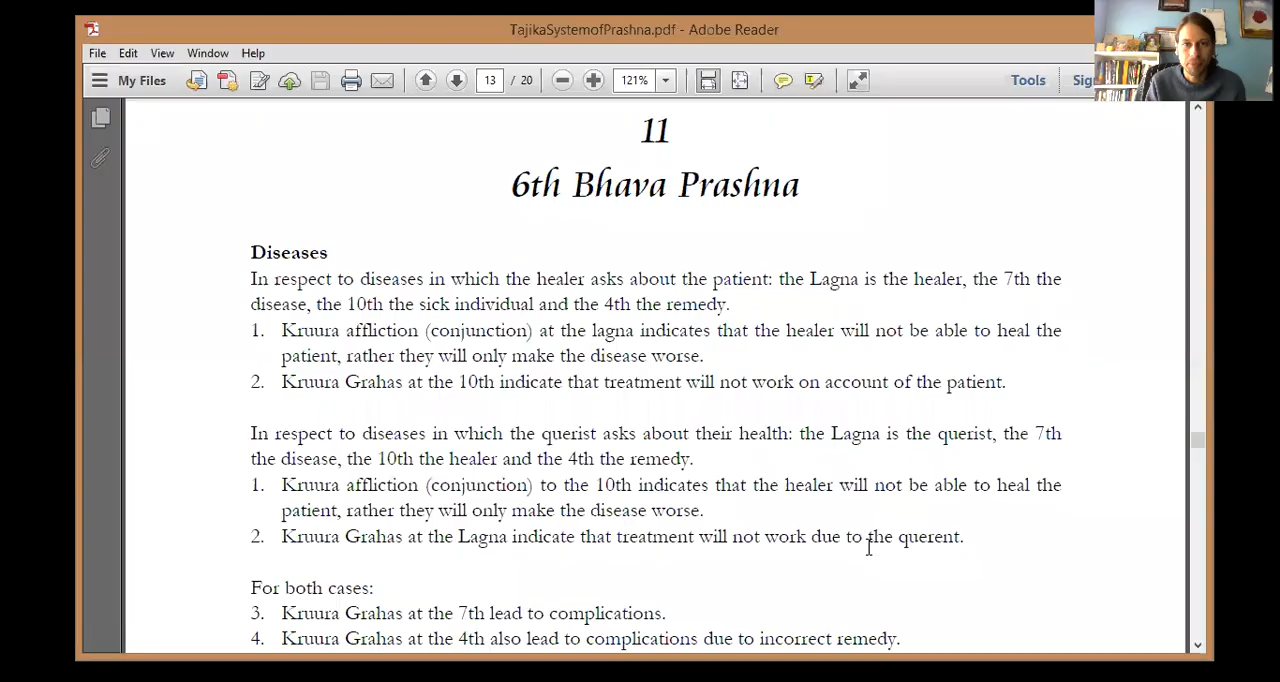 TajikaSystemofPrashna.pdf - Adobe Reader
File Edit View Window Help
My Files 13 / 20 121% Tools Sig
11
6th Bhava Prashna
Diseases
In respect to diseases in which the healer asks about the patient: the Lagna is the healer, the 7th the
disease, the 10th the sick individual and the 4th the remedy.
1. Kruura affliction (conjunction) at the lagna indicates that the healer will not be able to heal the
patient, rather they will only make the disease worse.
2. Kruura Grahas at the 10th indicate that treatment will not work on account of the patient.
In respect to diseases in which the querist asks about their health: the Lagna is the querist, the 7th
the disease, the 10th the healer and the 4th the remedy.
1. Kruura affliction (conjunction) to the 10th indicates that the healer will not be able to heal the
patient, rather they will only make the disease worse.
2. Kruura Grahas at the Lagna indicate that treatment will not work due to the querent.
For both cases:
3. Kruura Grahas at the 7th lead to complications.
4. Kruura Grahas at the 4th also lead to complications due to incorrect remedy.